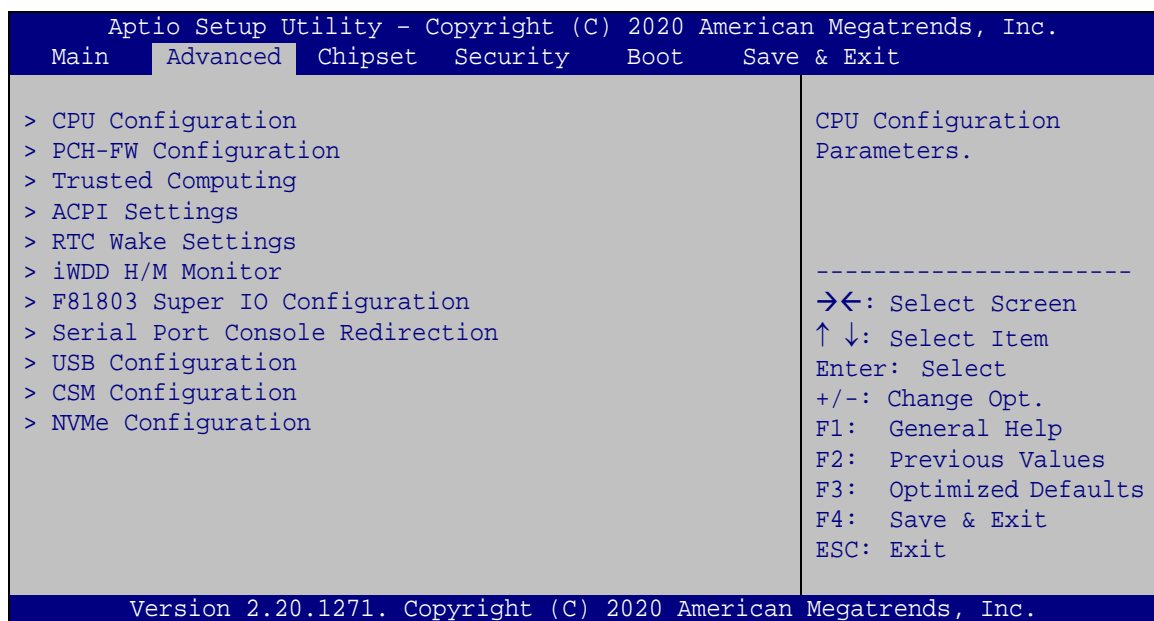 Aptio Setup Utility – Copyright (C) 2020 American Megatrends, Inc.
Main Advanced Chipset Security Boot Save & Exit
> CPU Configuration
> PCH-FW Configuration
> Trusted Computing
> ACPI Settings
> RTC Wake Settings
> iWDD H/M Monitor
> F81803 Super IO Configuration
> Serial Port Console Redirection
> USB Configuration
> CSM Configuration
> NVMe Configuration
CPU Configuration
Parameters.
----------------------
→←: Select Screen
↑ ↓: Select Item
Enter: Select
+/-: Change Opt.
F1: General Help
F2: Previous Values
F3: Optimized Defaults
F4: Save & Exit
ESC: Exit
Version 2.20.1271. Copyright (C) 2020 American Megatrends, Inc.